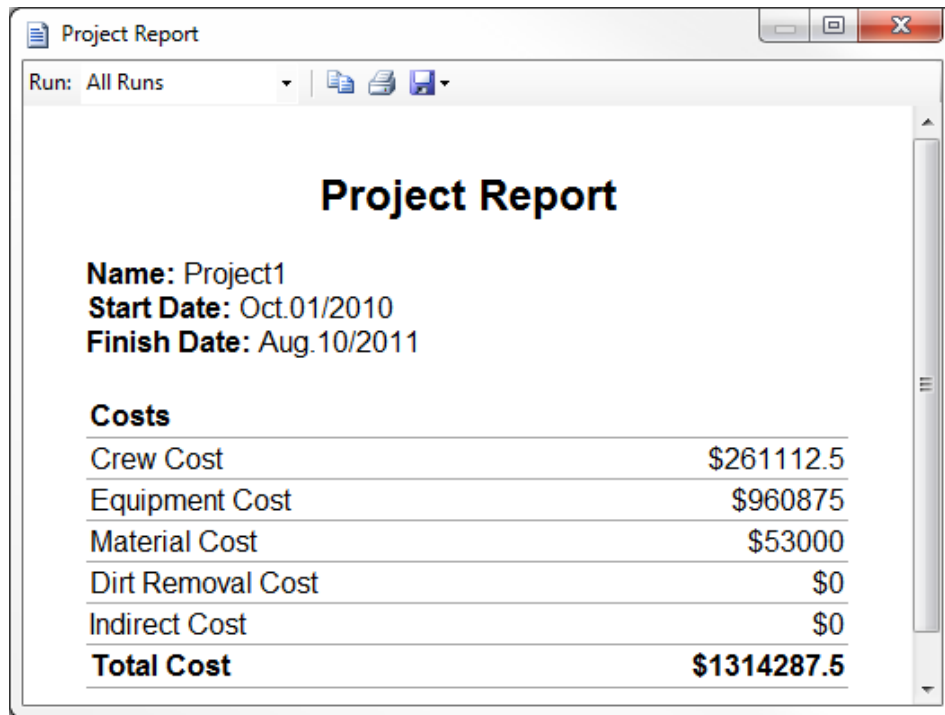 Project Report
Run: All Runs
Project Report
Name: Project1
Start Date: Oct.01/2010
Finish Date: Aug.10/2011
Costs
Crew Cost $261112.5
Equipment Cost $960875
Material Cost $53000
Dirt Removal Cost $0
Indirect Cost $0
Total Cost $1314287.5